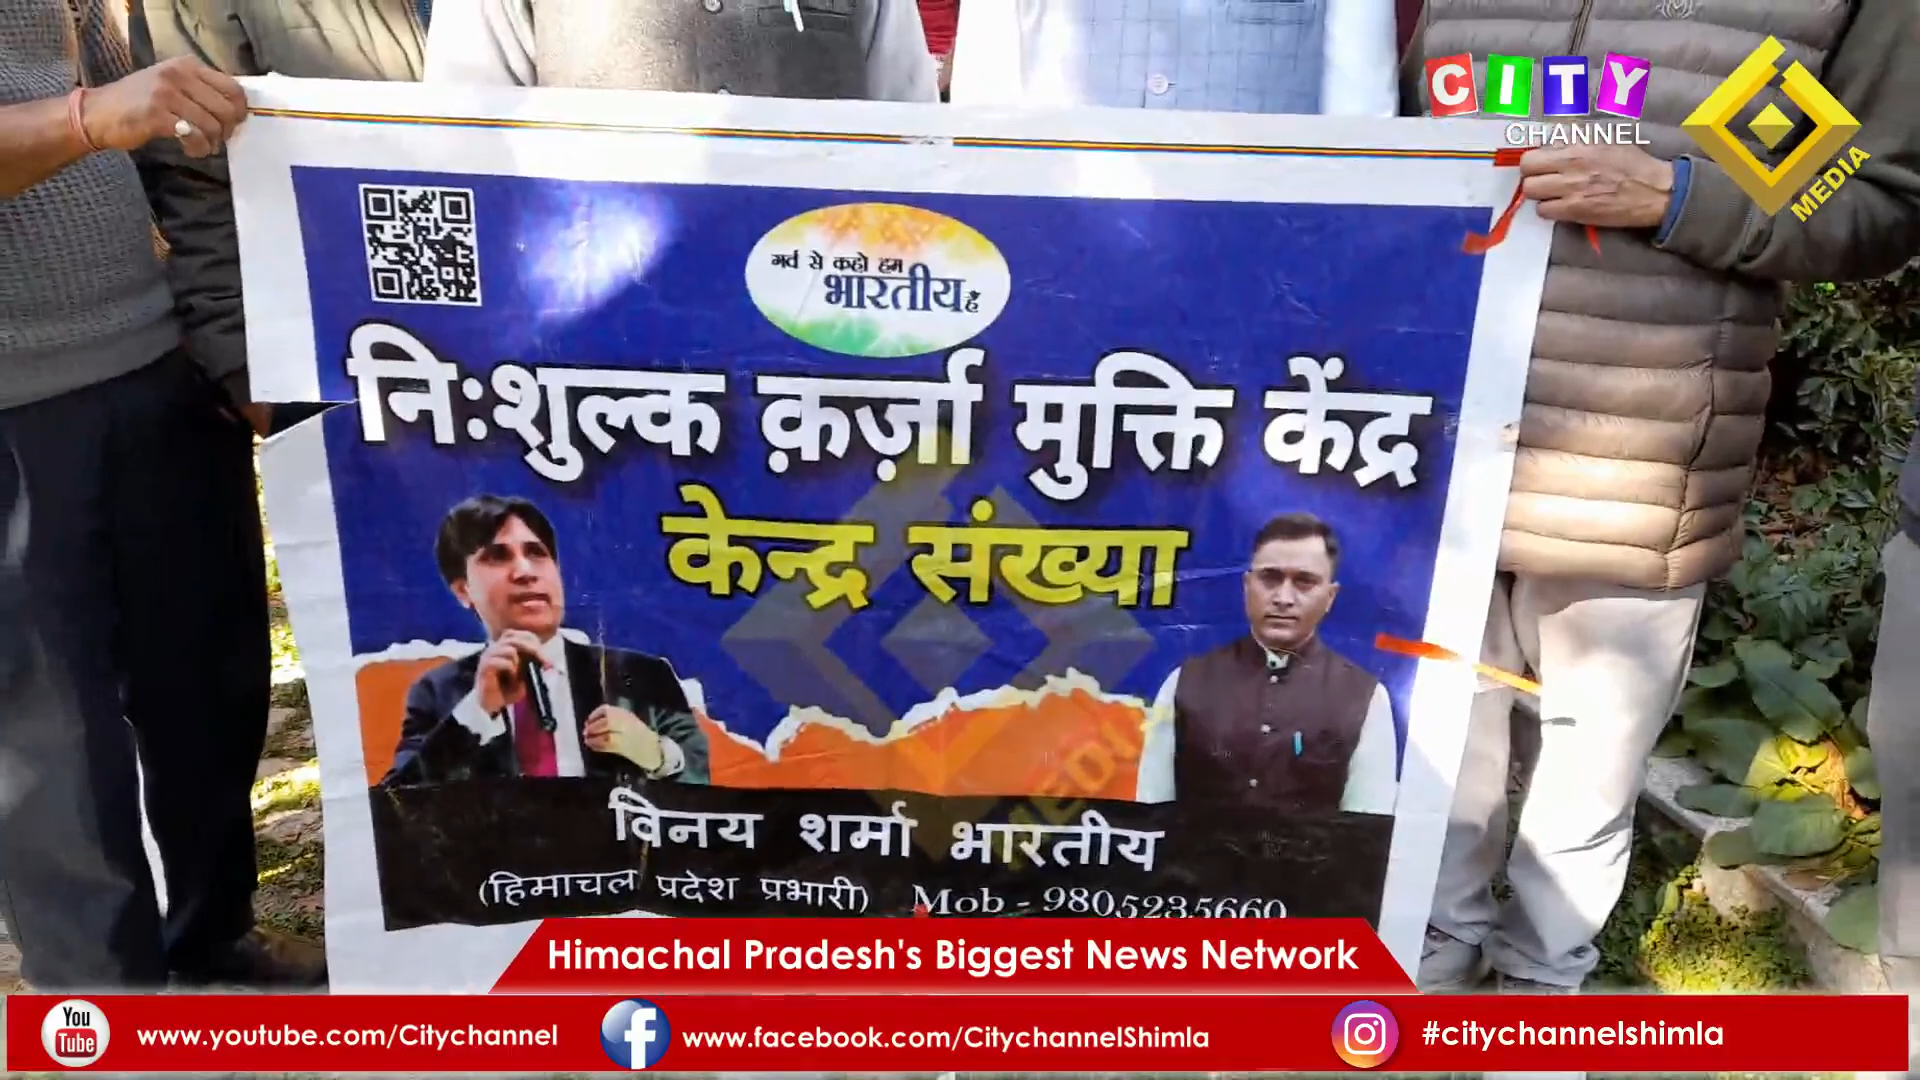 CITY
CHANNEL
MEDIA
गर्व से कहो हम
भारतीय हैं
नि:शुल्क क़र्ज़ा मुक्ति केंद्र
केन्द्र संख्या
विनय शर्मा भारतीय
(हिमाचल प्रदेश प्रभारी) Mob - 9805235660
MEDIA
Himachal Pradesh's Biggest News Network
You
Tube
www.youtube.com/Citychannel
f
www.facebook.com/CitychannelShimla
#citychannelshimla